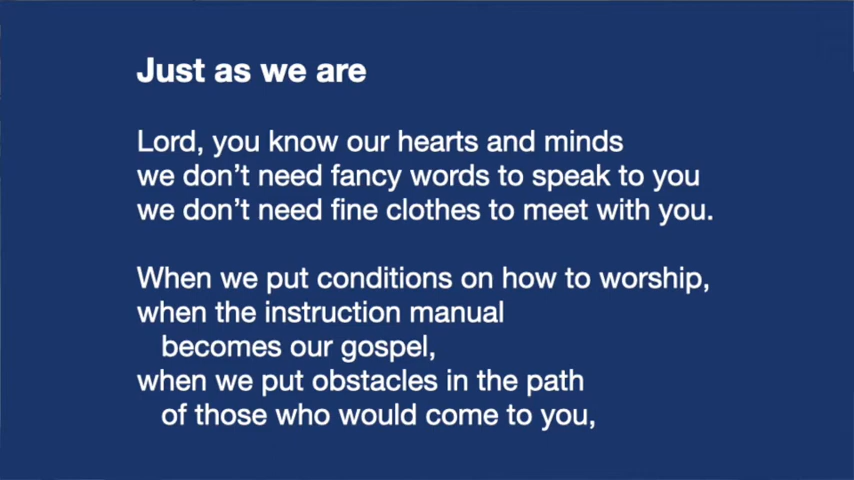 Just as we are
Lord, you know our hearts and minds
we don’t need fancy words to speak to you
we don’t need fine clothes to meet with you.
When we put conditions on how to worship,
when the instruction manual
becomes our gospel,
when we put obstacles in the path
of those who would come to you,